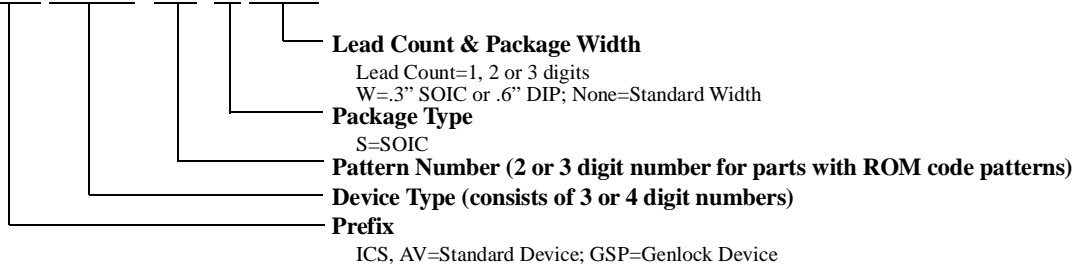 Lead Count & Package Width
Lead Count=1, 2 or 3 digits
W=.3” SOIC or .6” DIP; None=Standard Width
Package Type
S=SOIC
Pattern Number (2 or 3 digit number for parts with ROM code patterns)
Device Type (consists of 3 or 4 digit numbers)
Prefix
ICS, AV=Standard Device; GSP=Genlock Device